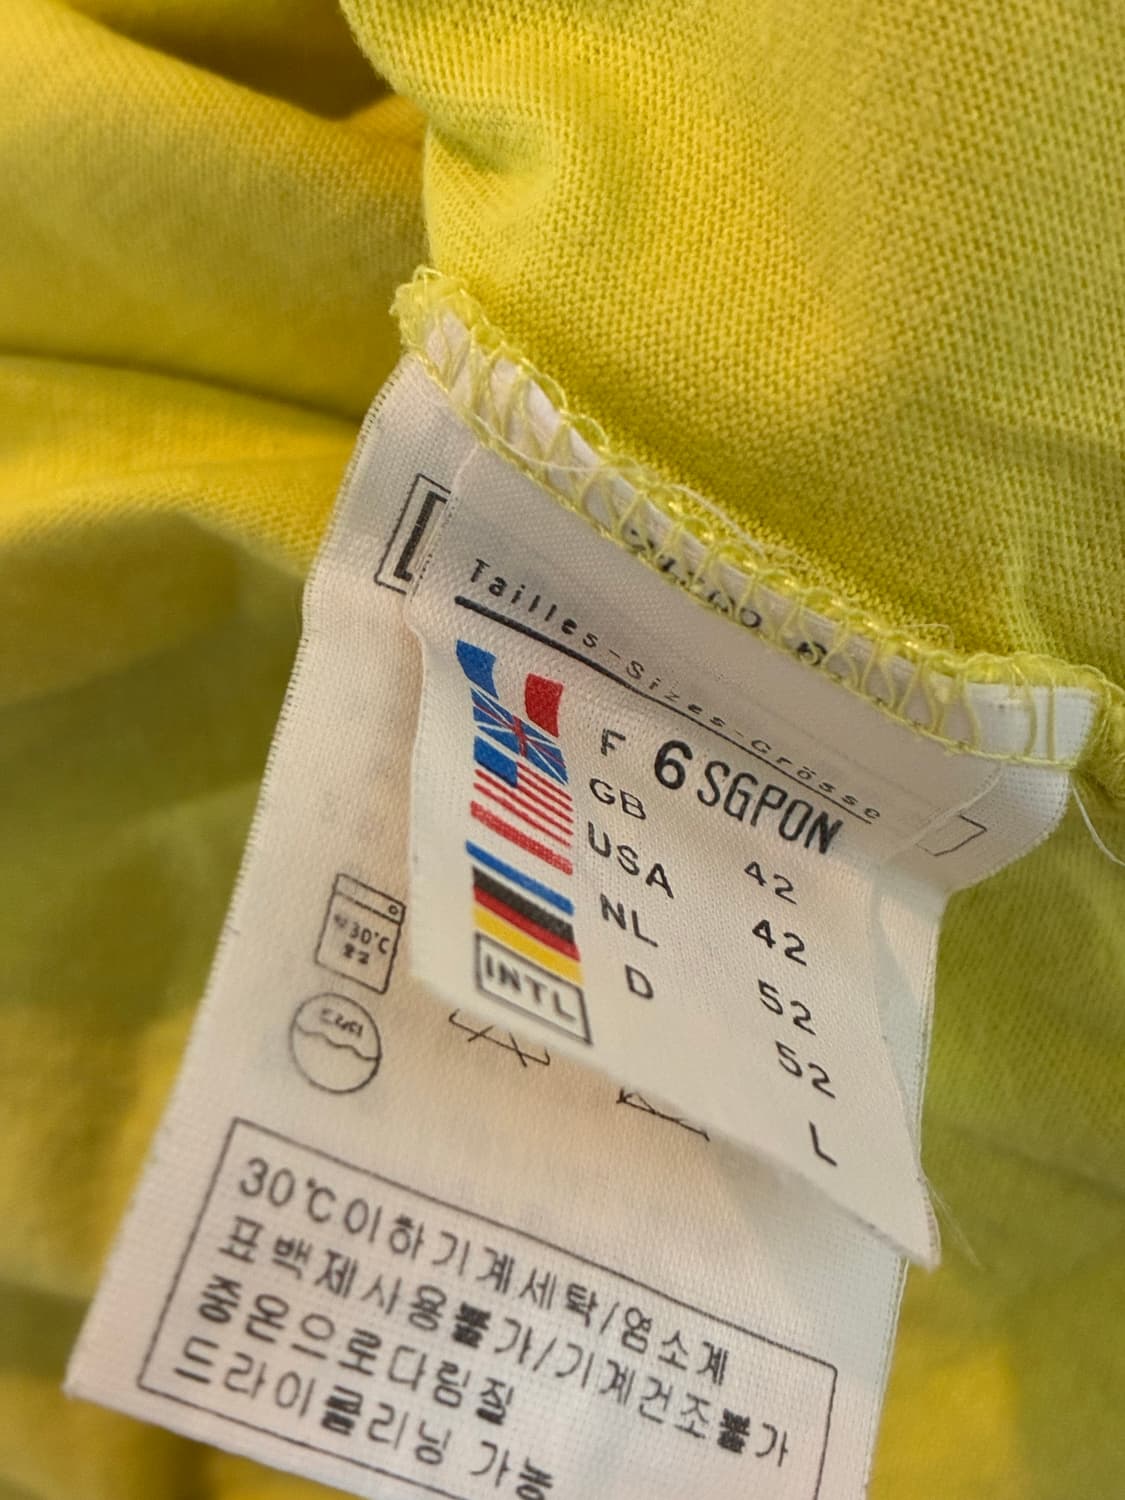 Tailles-Sizes-Grösse
6 SGPON
F 42
GB 42
USA 52
NL 52
D L
INTL
30°C
30℃이하기계세탁/염소계
표백제사용불가/기계건조불가
중온으로다림질
드라이클리닝 가능